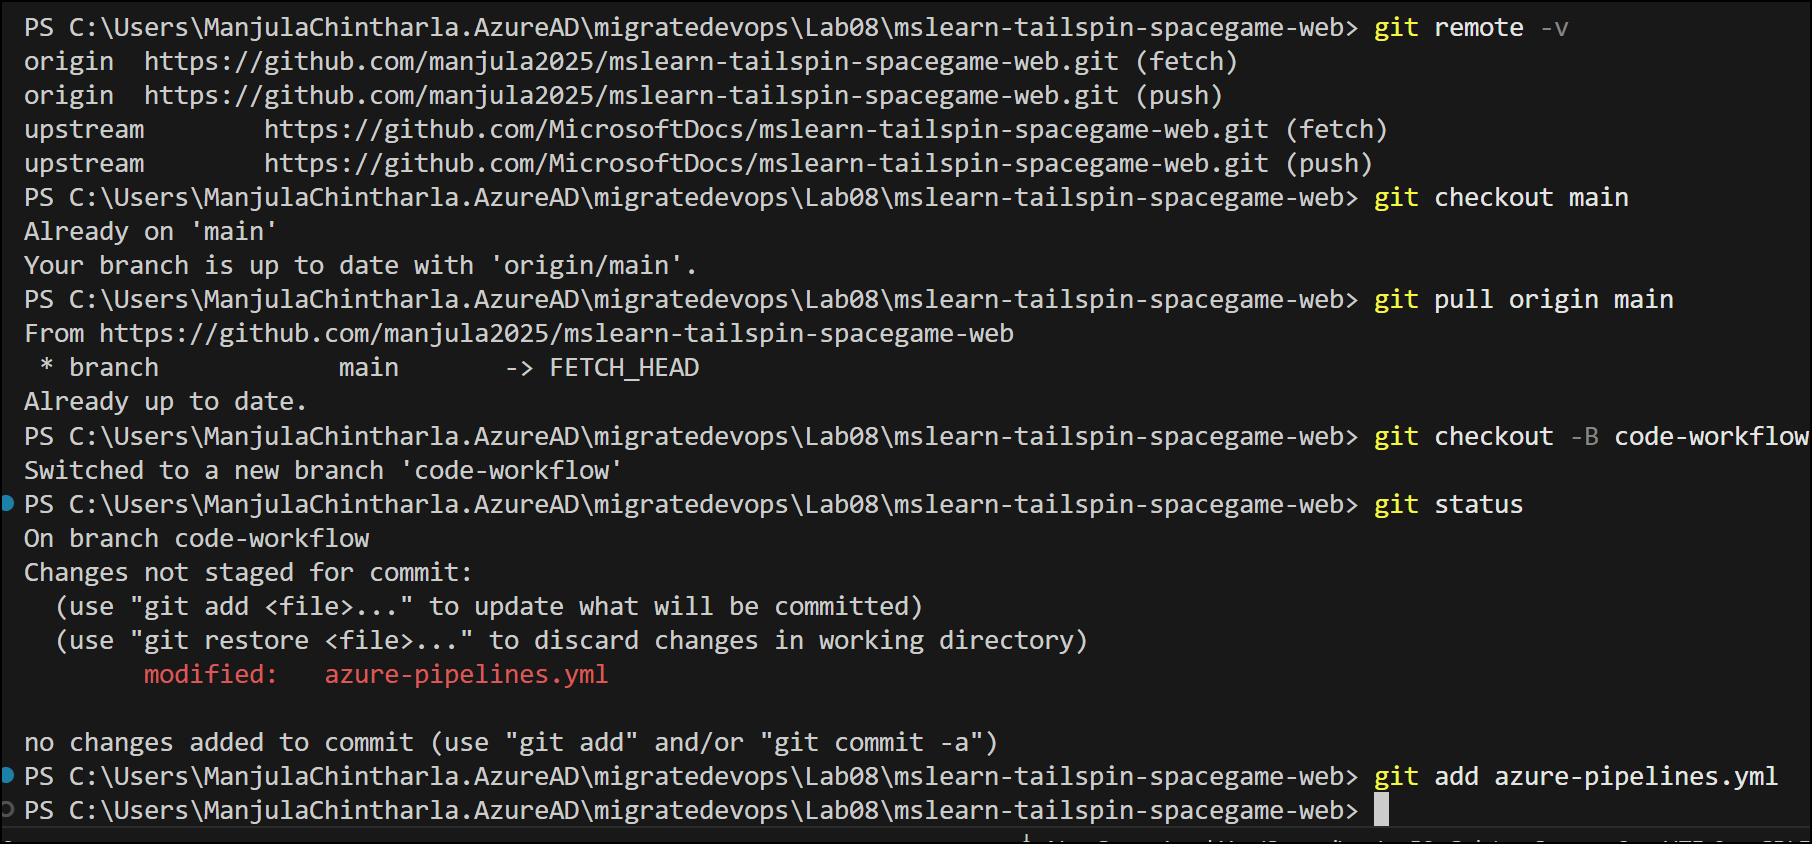 PS C:\Users\ManjulaChintharla.AzureAD\migratedevops\Lab08\mslearn-tailspin-spacegame-web> git remote -v
origin  https://github.com/manjula2025/mslearn-tailspin-spacegame-web.git (fetch)
origin  https://github.com/manjula2025/mslearn-tailspin-spacegame-web.git (push)
upstream        https://github.com/MicrosoftDocs/mslearn-tailspin-spacegame-web.git (fetch)
upstream        https://github.com/MicrosoftDocs/mslearn-tailspin-spacegame-web.git (push)
PS C:\Users\ManjulaChintharla.AzureAD\migratedevops\Lab08\mslearn-tailspin-spacegame-web> git checkout main
Already on 'main'
Your branch is up to date with 'origin/main'.
PS C:\Users\ManjulaChintharla.AzureAD\migratedevops\Lab08\mslearn-tailspin-spacegame-web> git pull origin main
From https://github.com/manjula2025/mslearn-tailspin-spacegame-web
 * branch            main       -> FETCH_HEAD
Already up to date.
PS C:\Users\ManjulaChintharla.AzureAD\migratedevops\Lab08\mslearn-tailspin-spacegame-web> git checkout -B code-workflow
Switched to a new branch 'code-workflow'
PS C:\Users\ManjulaChintharla.AzureAD\migratedevops\Lab08\mslearn-tailspin-spacegame-web> git status
On branch code-workflow
Changes not staged for commit:
  (use "git add <file>..." to update what will be committed)
  (use "git restore <file>..." to discard changes in working directory)
        modified:   azure-pipelines.yml
no changes added to commit (use "git add" and/or "git commit -a")
PS C:\Users\ManjulaChintharla.AzureAD\migratedevops\Lab08\mslearn-tailspin-spacegame-web> git add azure-pipelines.yml
PS C:\Users\ManjulaChintharla.AzureAD\migratedevops\Lab08\mslearn-tailspin-spacegame-web>